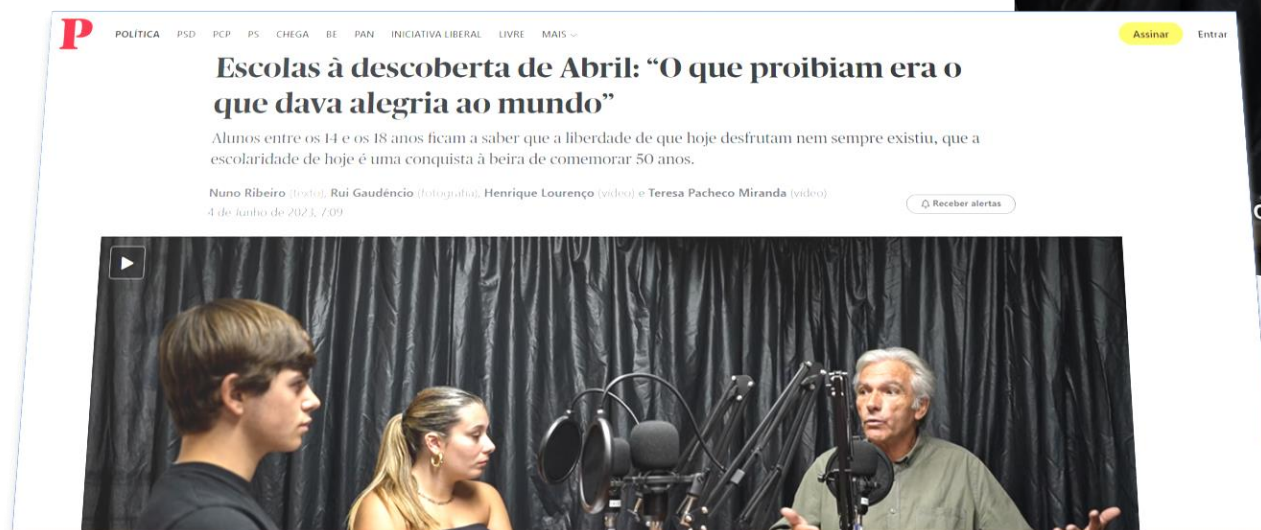 P POLÍTICA PSD PCP PS CHEGA BE PAN INICIATIVA LIBERAL LIVRE MAIS Assinar Entrar
Escolas à descoberta de Abril: “O que proibiam era o
que dava alegria ao mundo”
Alunos entre os 14 e os 18 anos ficam a saber que a liberdade de que hoje desfrutam nem sempre existiu, que a
escolaridade de hoje é uma conquista à beira de comemorar 50 anos.
Nuno Ribeiro (texto), Rui Gaudêncio (fotografia), Henrique Lourenço (vídeo) e Teresa Pacheco Miranda (vídeo)
4 de Junho de 2023, 7:09
Receber alertas